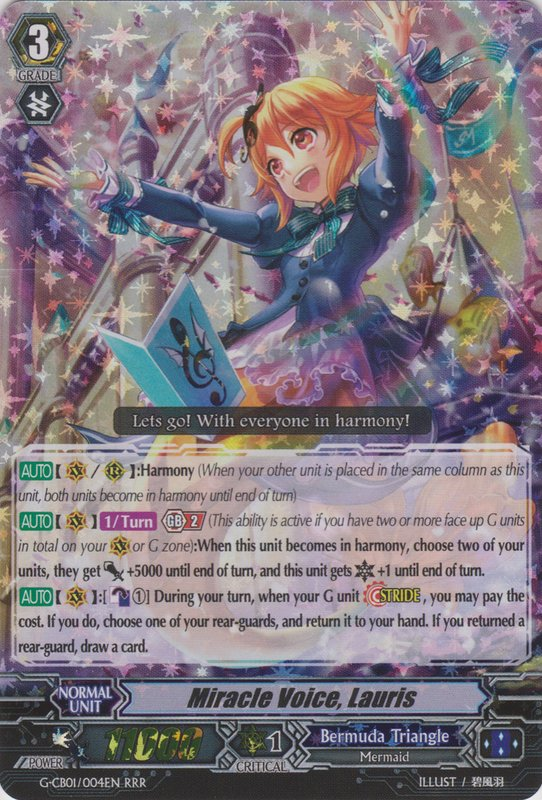 3
GRADE
Lets go! With everyone in harmony!
AUTO【 / R 】:Harmony (When your other unit is placed in the same column as this
unit, both units become in harmony until end of turn)
AUTO【 】1/Turn GB 2 (This ability is active if you have two or more face up G units
in total on your or G zone):When this unit becomes in harmony, choose two of your
units, they get +5000 until end of turn, and this unit gets +1 until end of turn.
AUTO【 】:[ ①] During your turn, when your G unit STRIDE, you may pay the
cost. If you do, choose one of your rear-guards, and return it to your hand. If you returned a
rear-guard, draw a card.
NORMAL
UNIT
Miracle Voice, Lauris
POWER
11000
1
CRITICAL
Bermuda Triangle
Mermaid
G-CB01/004EN RRR
ILLUST / 碧風羽